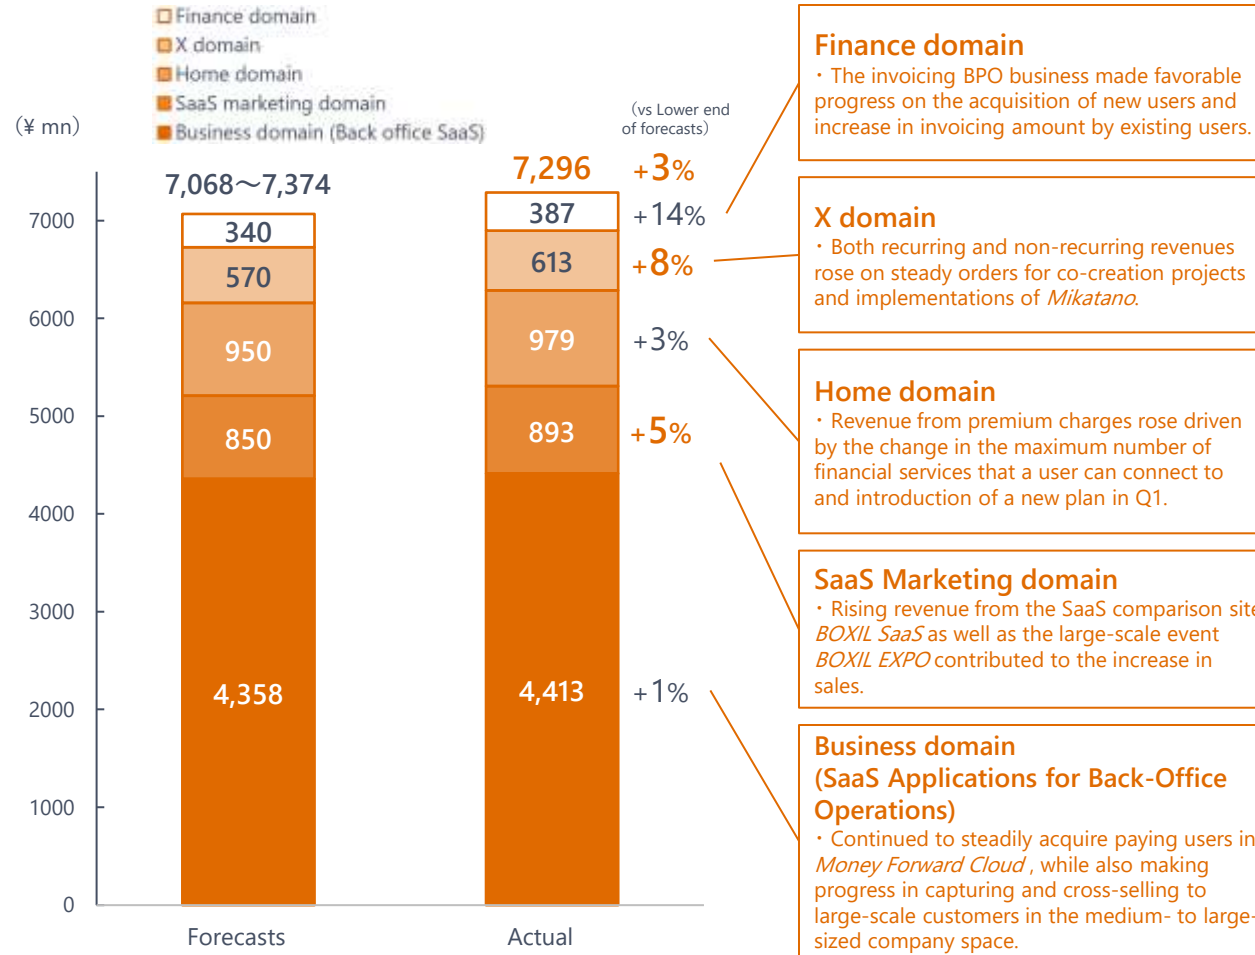 Finance domain
X domain
Home domain
SaaS marketing domain
Business domain (Back office SaaS)
(¥ mn)
(vs Lower end
of forecasts)
7,068～7,374
7,296
+3%
7000
6000
5000
4000
3000
2000
1000
0
340
570
950
850
4,358
387
613
979
893
4,413
+14%
+8%
+3%
+5%
+1%
Forecasts
Actual
Finance domain
・The invoicing BPO business made favorable
progress on the acquisition of new users and
increase in invoicing amount by existing users.
X domain
・Both recurring and non-recurring revenues
rose on steady orders for co-creation projects
and implementations of Mikatano.
Home domain
・Revenue from premium charges rose driven
by the change in the maximum number of
financial services that a user can connect to
and introduction of a new plan in Q1.
SaaS Marketing domain
・Rising revenue from the SaaS comparison site
BOXIL SaaS as well as the large-scale event
BOXIL EXPO contributed to the increase in
sales.
Business domain
(SaaS Applications for Back-Office
Operations)
・Continued to steadily acquire paying users in
Money Forward Cloud , while also making
progress in capturing and cross-selling to
large-scale customers in the medium- to large-
sized company space.